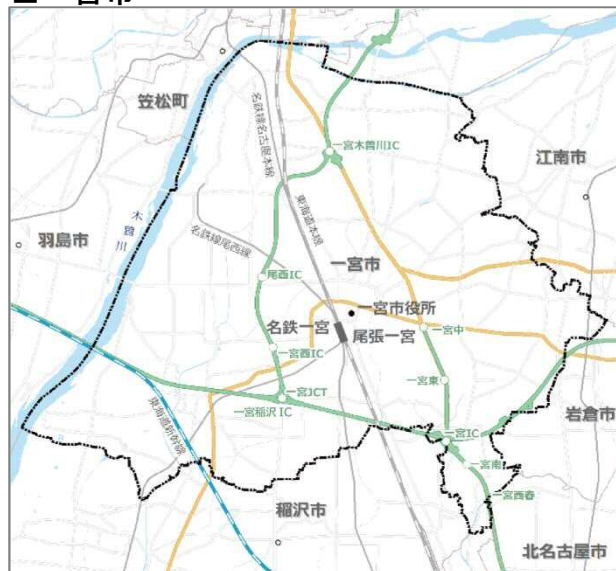 笠松町
名鉄線名古屋本線
一宮木曽川IC
江南市
東海道本線
木曽川
羽島市
名鉄線尾西線
一宮市
尾西IC
一宮市役所
名鉄一宮
尾張一宮
一宮中
一宮西IC
一宮東
一宮JCT
一宮稲沢IC
東海道新幹線
岩倉市
一宮IC
一宮南
一宮西春
稲沢市
北名古屋市